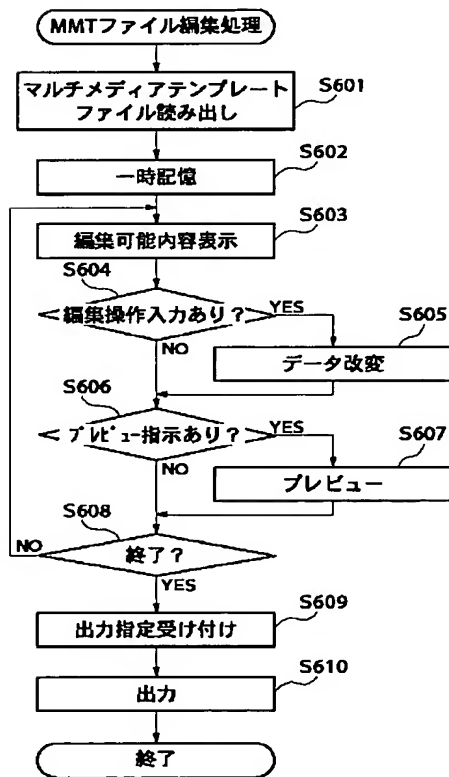 MMTファイル編集処理
マルチメディアテンプレート
ファイル読み出し
S601
一時記憶
S602
編集可能内容表示
S603
S604
編集操作入力あり？
YES
NO
S605
データ改変
S606
プレビュー指示あり？
YES
NO
S607
プレビュー
S608
終了？
NO
YES
S609
出力指定受け付け
S610
出力
終了